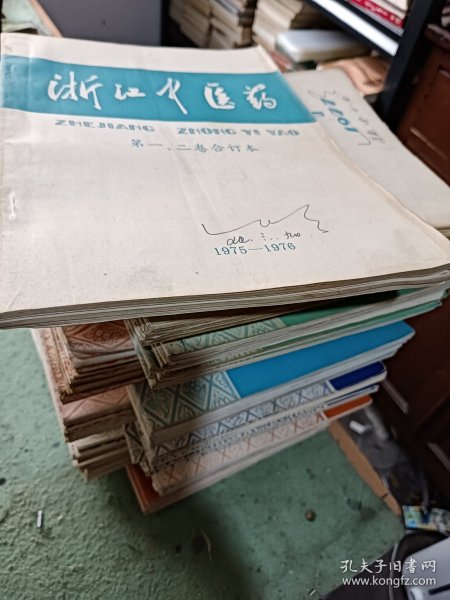 浙江中医药
ZHEJIANG ZHONG YI YAO
第一、二卷合订本
1975—1976
孔夫子旧书网
www.kongfz.com